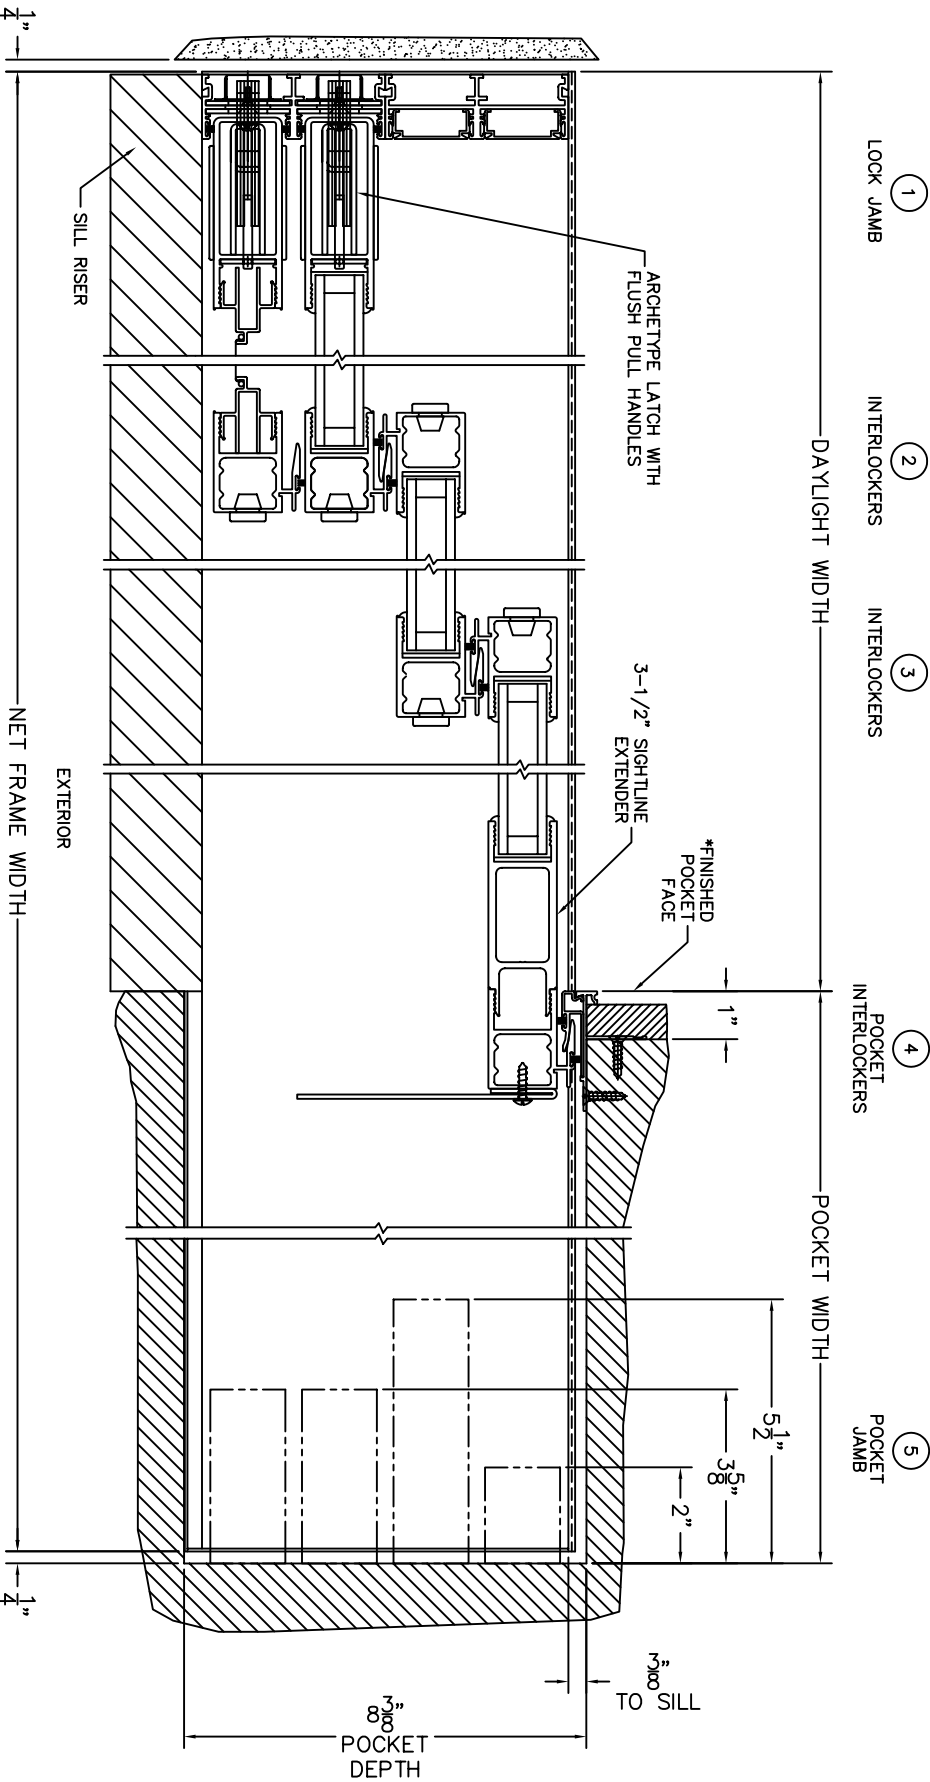 1
LOCK JAMB
2
INTERLOCKERS
3
INTERLOCKERS
4
POCKET
INTERLOCKERS
5
POCKET
JAMB
DAYLIGHT WIDTH
POCKET WIDTH
ARCHETYPE LATCH WITH
FLUSH PULL HANDLES
3-1/2" SIGHTLINE
EXTENDER
*FINISHED
POCKET
FACE
1"
5 1/2"
3 5/8"
2"
3/8"
TO SILL
8 3/8"
POCKET
DEPTH
SILL RISER
EXTERIOR
1/4"
NET FRAME WIDTH
1/4"